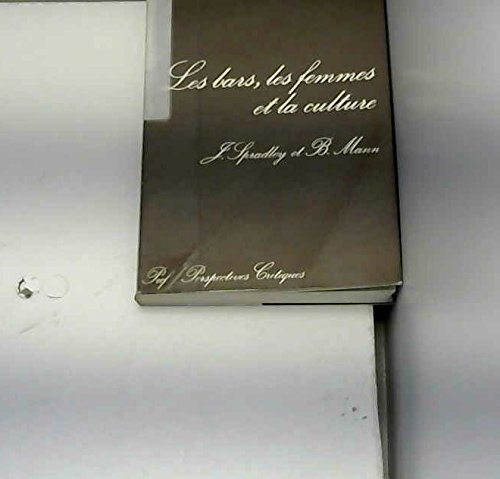 Les bars, les femmes
et la culture
J. Spradley et B. Mann
Puf / Perspectives Critiques